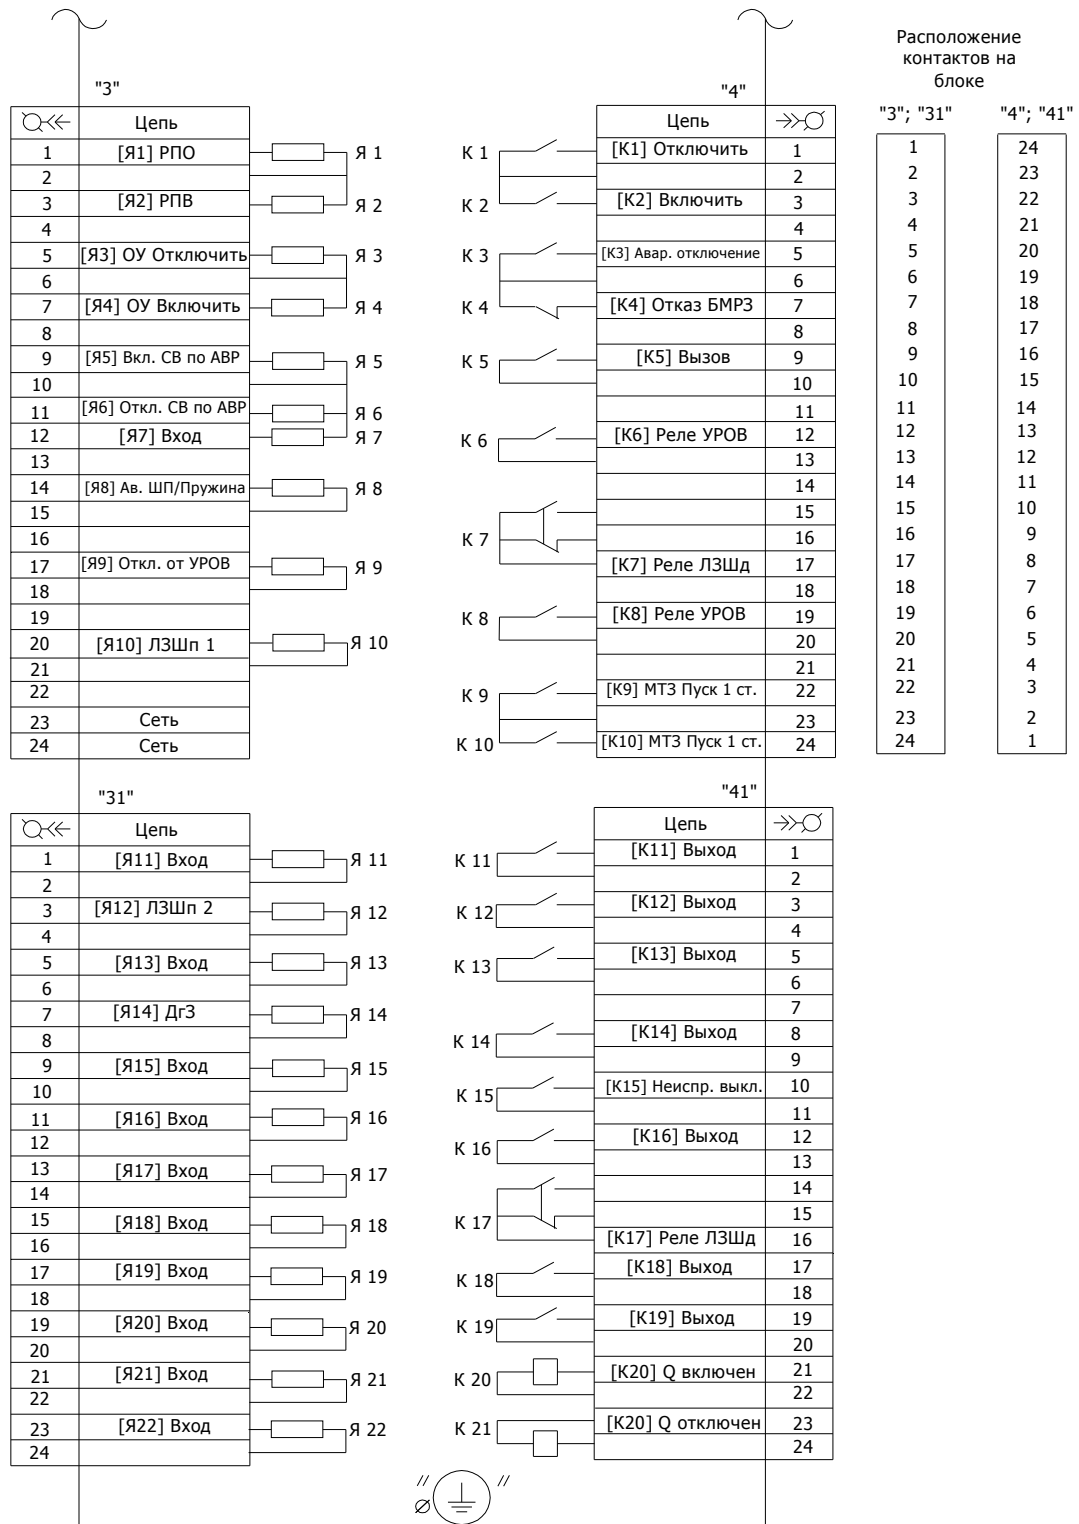 Расположение
контактов на
блоке
"3"
Цепь
1 [Я1] РПО Я 1
2
3 [Я2] РПВ Я 2
4
5 [Я3] ОУ Отключить Я 3
6
7 [Я4] ОУ Включить Я 4
8
9 [Я5] Вкл. СВ по АВР Я 5
10
11 [Я6] Откл. СВ по АВР Я 6
12 [Я7] Вход Я 7
13
14 [Я8] Ав. ШП/Пружина Я 8
15
16
17 [Я9] Откл. от УРОВ Я 9
18
19
20 [Я10] ЛЗШп 1 Я 10
21
22
23 Сеть
24 Сеть
"4"
Цепь
К 1 [К1] Отключить 1
2
К 2 [К2] Включить 3
4
К 3 [К3] Авар. отключение 5
6
К 4 [К4] Отказ БМРЗ 7
8
К 5 [К5] Вызов 9
10
11
К 6 [К6] Реле УРОВ 12
13
14
15
К 7 16
[К7] Реле ЛЗШд 17
18
К 8 [К8] Реле УРОВ 19
20
21
К 9 [К9] МТЗ Пуск 1 ст. 22
23
К 10 [К10] МТЗ Пуск 1 ст. 24
"3"; "31" "4"; "41"
1 24
2 23
3 22
4 21
5 20
6 19
7 18
8 17
9 16
10 15
11 14
12 13
13 12
14 11
15 10
16 9
17 8
18 7
19 6
20 5
21 4
22 3
23 2
24 1
"31"
Цепь
1 [Я11] Вход Я 11
2
3 [Я12] ЛЗШп 2 Я 12
4
5 [Я13] Вход Я 13
6
7 [Я14] ДгЗ Я 14
8
9 [Я15] Вход Я 15
10
11 [Я16] Вход Я 16
12
13 [Я17] Вход Я 17
14
15 [Я18] Вход Я 18
16
17 [Я19] Вход Я 19
18
19 [Я20] Вход Я 20
20
21 [Я21] Вход Я 21
22
23 [Я22] Вход Я 22
24
"41"
Цепь
К 11 [К11] Выход 1
2
К 12 [К12] Выход 3
4
К 13 [К13] Выход 5
6
7
К 14 [К14] Выход 8
9
К 15 [К15] Неиспр. выкл. 10
11
К 16 [К16] Выход 12
13
14
К 17 15
[К17] Реле ЛЗШд 16
К 18 [К18] Выход 17
18
К 19 [К19] Выход 19
20
К 20 [К20] Q включен 21
22
К 21 [К20] Q отключен 23
24